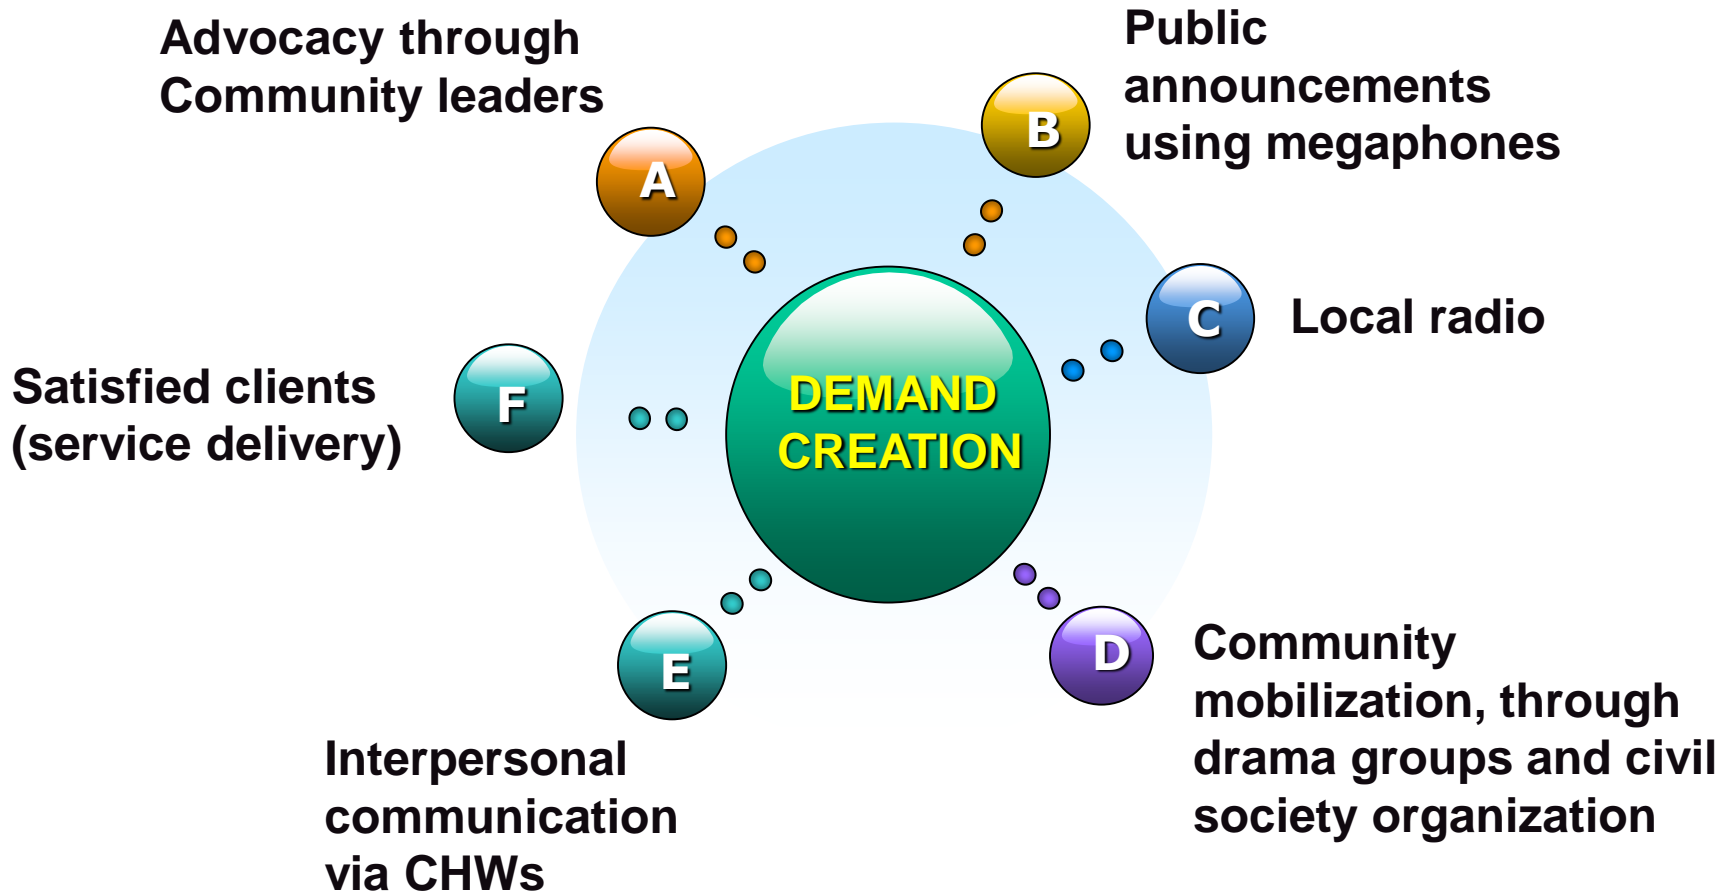 Advocacy through
Community leaders
A
Public
announcements
using megaphones
B
C
Local radio
DEMAND
CREATION
Satisfied clients
(service delivery)
F
E
Interpersonal
communication
via CHWs
D
Community
mobilization, through
drama groups and civil
society organization